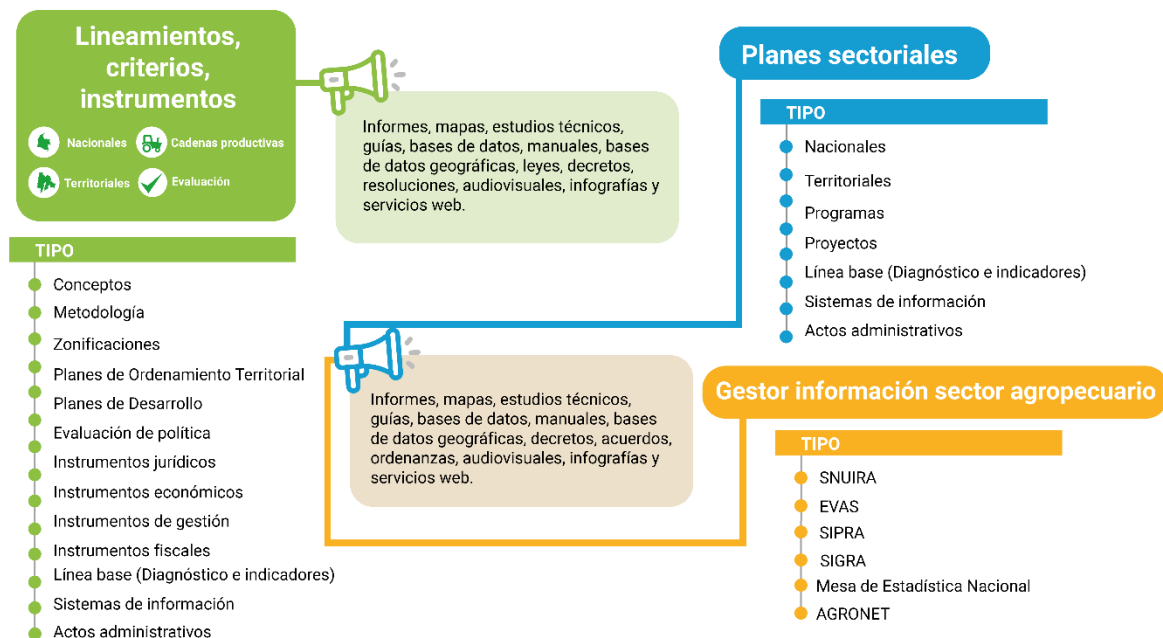 Lineamientos,
criterios,
instrumentos
Nacionales
Cadenas productivas
Territoriales
Evaluación
Informes, mapas, estudios técnicos,
guías, bases de datos, manuales, bases
de datos geográficas, leyes, decretos,
resoluciones, audiovisuales, infografías y
servicios web.
TIPO
Conceptos
Metodología
Zonificaciones
Planes de Ordenamiento Territorial
Planes de Desarrollo
Evaluación de política
Instrumentos jurídicos
Instrumentos económicos
Instrumentos de gestión
Instrumentos fiscales
Línea base (Diagnóstico e indicadores)
Sistemas de información
Actos administrativos
Planes sectoriales
TIPO
Nacionales
Territoriales
Programas
Proyectos
Línea base (Diagnóstico e indicadores)
Sistemas de información
Actos administrativos
Informes, mapas, estudios técnicos,
guías, bases de datos, manuales, bases
de datos geográficas, decretos, acuerdos,
ordenanzas, audiovisuales, infografías y
servicios web.
Gestor información sector agropecuario
TIPO
SNUIRA
EVAS
SIPRA
SIGRA
Mesa de Estadística Nacional
AGRONET